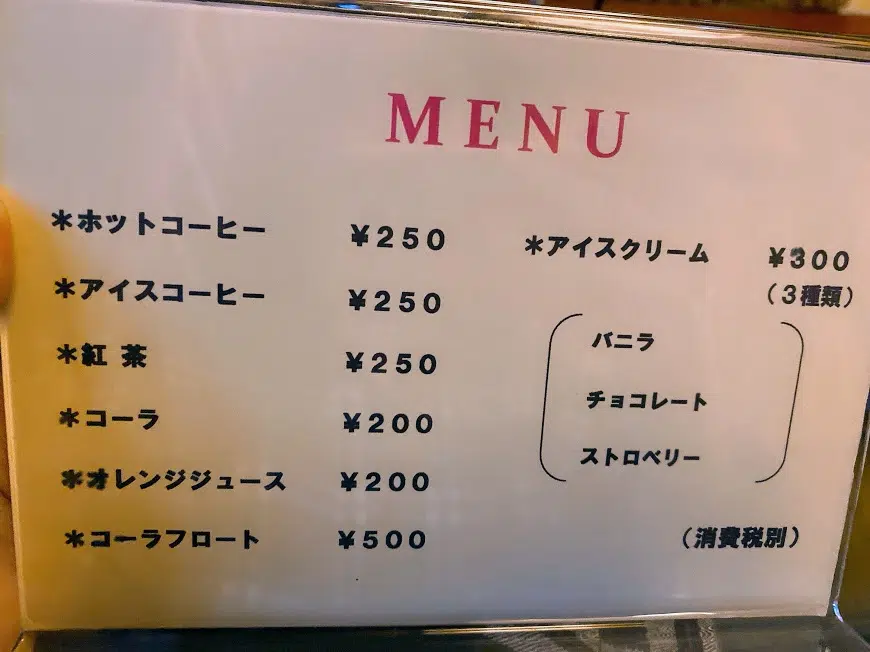 MENU
＊ホットコーヒー ¥250
＊アイスコーヒー ¥250
＊紅 茶 ¥250
＊コーラ ¥200
＊オレンジジュース ¥200
＊コーラフロート ¥500
＊アイスクリーム ¥300
（３種類）
バニラ
チョコレート
ストロベリー
（消費税別）